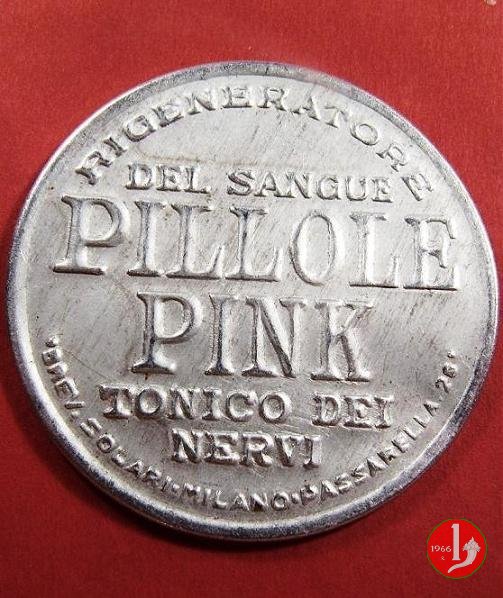 RIGENERATORE
DEL SANGUE
PILLOLE
PINK
TONICO DEI
NERVI
"BREV. SOLARI·MILANO·PASSARELLA·26"
1966